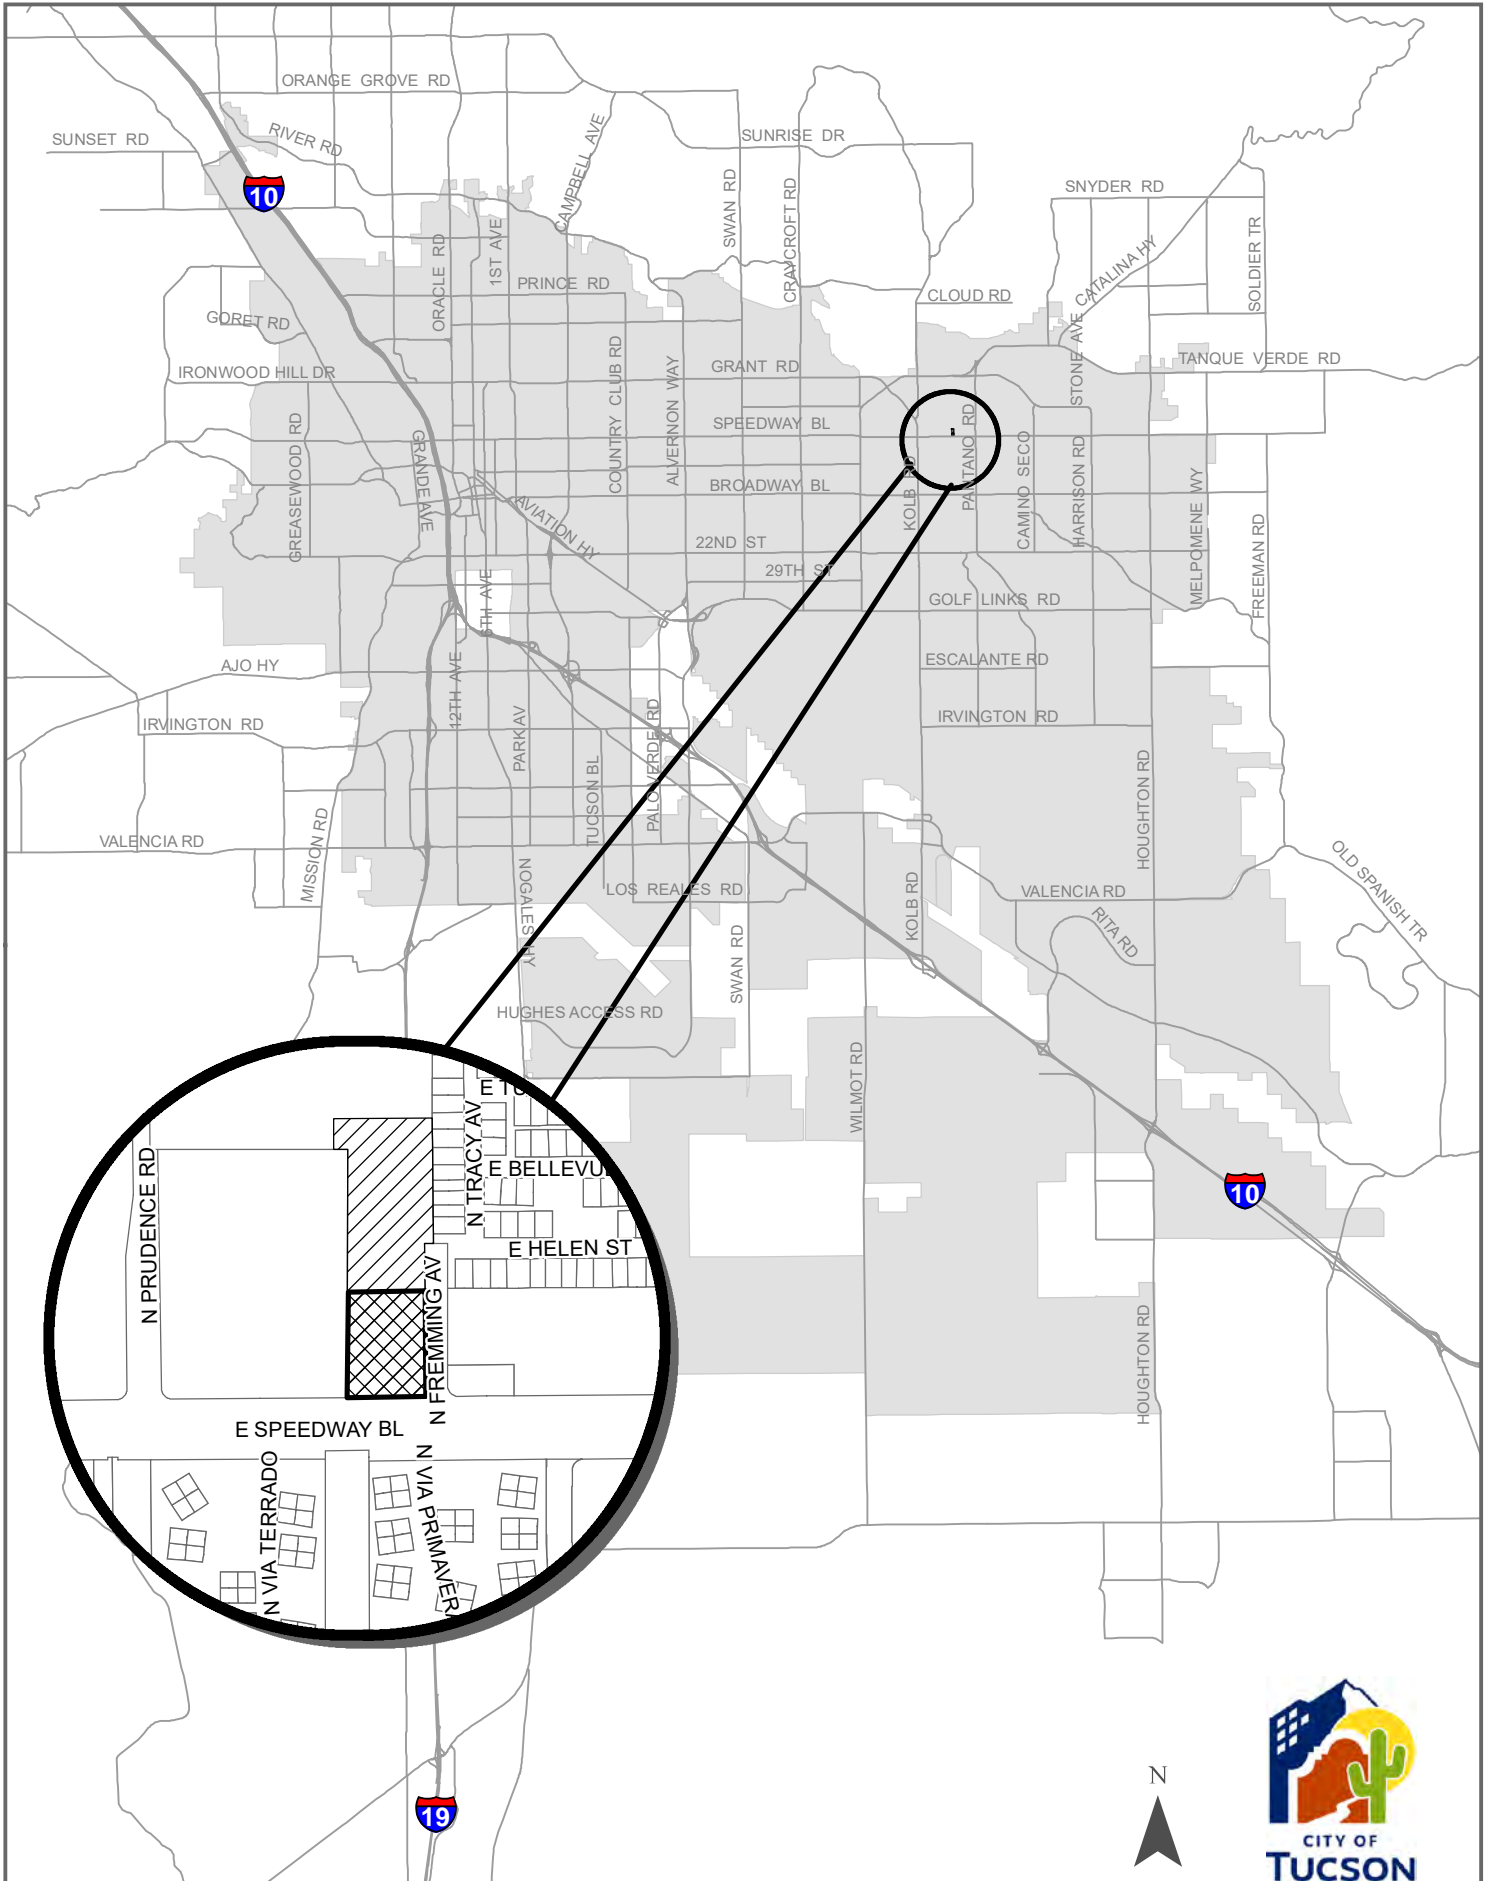 ORANGE GROVE RD
SUNSET RD
RIVER RD
CAMPBELL AVE
SUNRISE DR
10
SWAN RD
CRAYCROFT RD
SNYDER RD
1ST AVE
ORACLE RD
SOLDIER TR
CATALINA HY
PRINCE RD
CLOUD RD
GORET RD
STONE AVE
IRONWOOD HILL DR
COUNTRY CLUB RD
ALVERNON WAY
GRANT RD
TANQUE VERDE RD
GREASEWOOD RD
GRANDE AVE
SPEEDWAY BL
KOLB RD
PANTANO RD
CAMINO SECO
HARRISON RD
MELPOMENE WY
BROADWAY BL
AVIATION HY
22ND ST
FREEMAN RD
29TH ST
6TH AVE
GOLF LINKS RD
AJO HY
12TH AVE
ESCALANTE RD
IRVINGTON RD
PARK AV
PALO VERDE RD
IRVINGTON RD
TUCSON BL
HOUGHTON RD
MISSION RD
VALENCIA RD
OLD SPANISH TR
NOGALES HY
LOS REALES RD
KOLB RD
VALENCIA RD
SWAN RD
RITA RD
HUGHES ACCESS RD
WILMOT RD
E TU
N TRACY AV
N PRUDENCE RD
E BELLEVU
10
E HELEN ST
N FREMMING AV
HOUGHTON RD
E SPEEDWAY BL
N VIA TERRADO
N VIA PRIMAVER
19
N
CITY OF
TUCSON